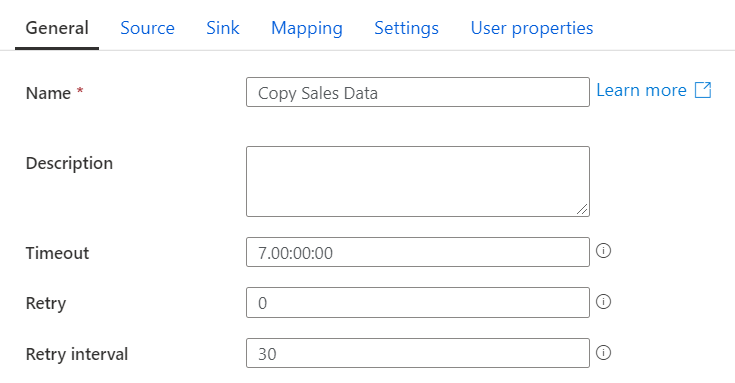 General Source Sink Mapping Settings User properties
Name * Copy Sales Data Learn more
Description
Timeout 7.00:00:00
Retry 0
Retry interval 30